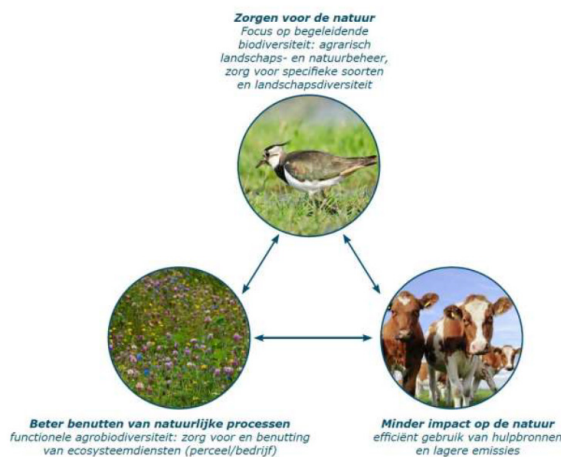 Zorgen voor de natuur
Focus op begeleidende
biodiversiteit: agrarisch
landschaps- en natuurbeheer,
zorg voor specifieke soorten
en landschapsdiversiteit
Beter benutten van natuurlijke processen
functionele agrobiodiversiteit: zorg voor en benutting
van ecosysteemdiensten (perceel/bedrijf)
Minder impact op de natuur
efficiënt gebruik van hulpbronnen
en lagere emissies